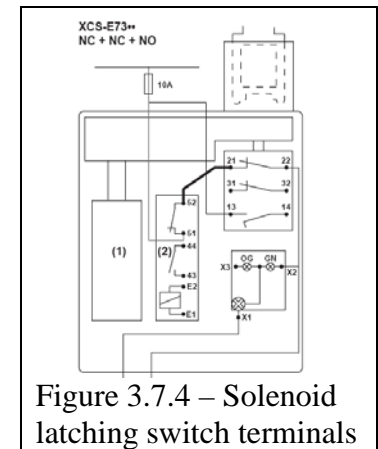 XCS-E73••
NC + NC + NO
10A
21 22
31 32
13 14
52
51
(1)
(2)
44
43
E2
E1
OG GN
X3
X2
X1
Figure 3.7.4 – Solenoid
latching switch terminals